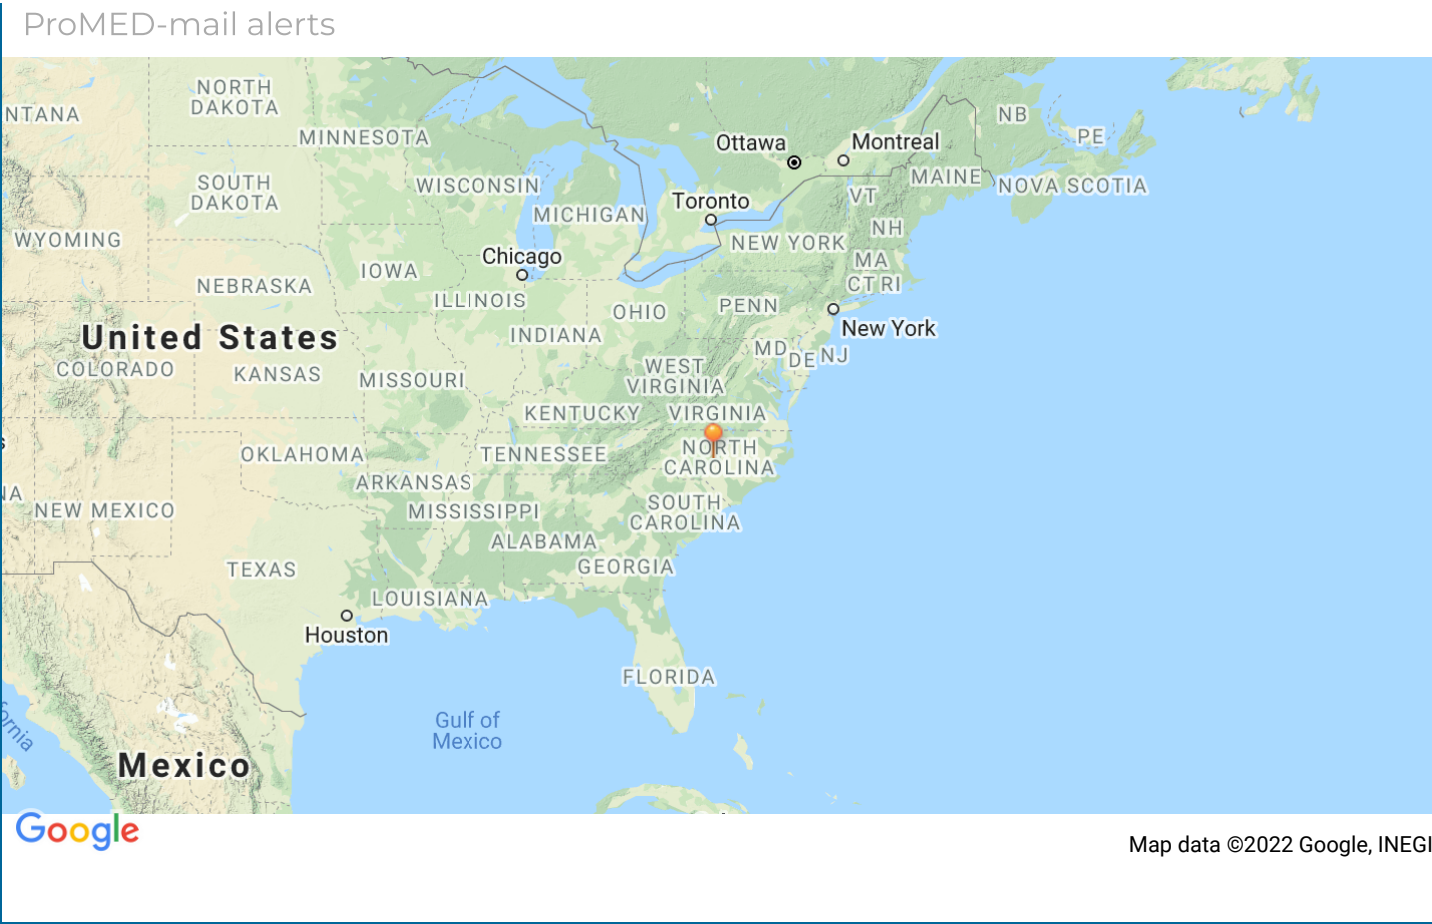 ProMED-mail alerts
NORTH
DAKOTA
NTANA
MINNESOTA
Ottawa
Montreal
NB
PE
SOUTH
DAKOTA
WISCONSIN
MICHIGAN
Toronto
VT
MAINE
NOVA SCOTIA
WYOMING
Chicago
NEW YORK
NH
MA
CT RI
IOWA
NEBRASKA
ILLINOIS
OHIO
PENN
New York
United States
INDIANA
MD
DE
NJ
COLORADO
KANSAS
MISSOURI
WEST
VIRGINIA
KENTUCKY
VIRGINIA
s
OKLAHOMA
TENNESSEE
NORTH
CAROLINA
ARKANSAS
NA
NEW MEXICO
MISSISSIPPI
SOUTH
CAROLINA
ALABAMA
TEXAS
GEORGIA
LOUISIANA
Houston
FLORIDA
Gulf of
Mexico
ornia
Mexico
Google
Map data ©2022 Google, INEGI